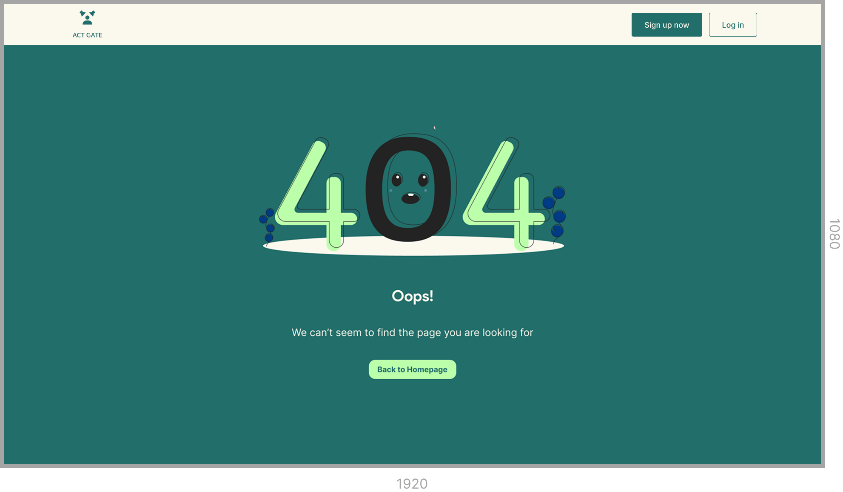 ACT GATE
Sign up now
Log in
404
Oops!
We can’t seem to find the page you are looking for
Back to Homepage
1080
1920